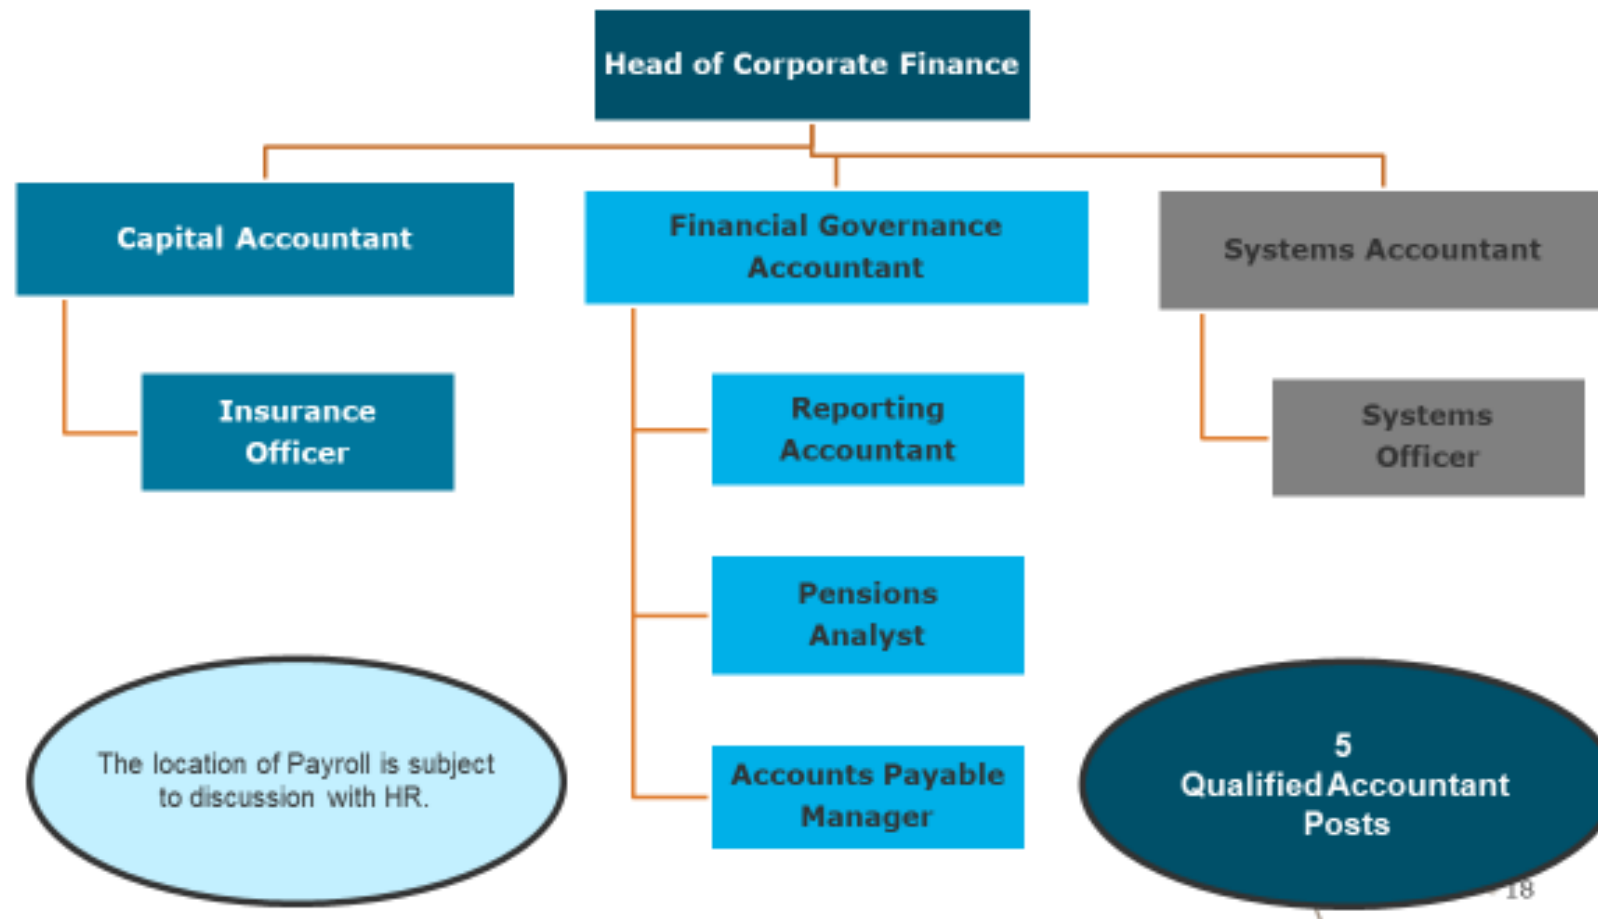 Head of Corporate Finance
Capital Accountant
Financial Governance
Accountant
Systems Accountant
Insurance
Officer
Reporting
Accountant
Systems
Officer
Pensions
Analyst
The location of Payroll is subject
to discussion with HR.
Accounts Payable
Manager
5
Qualified Accountant
Posts
18